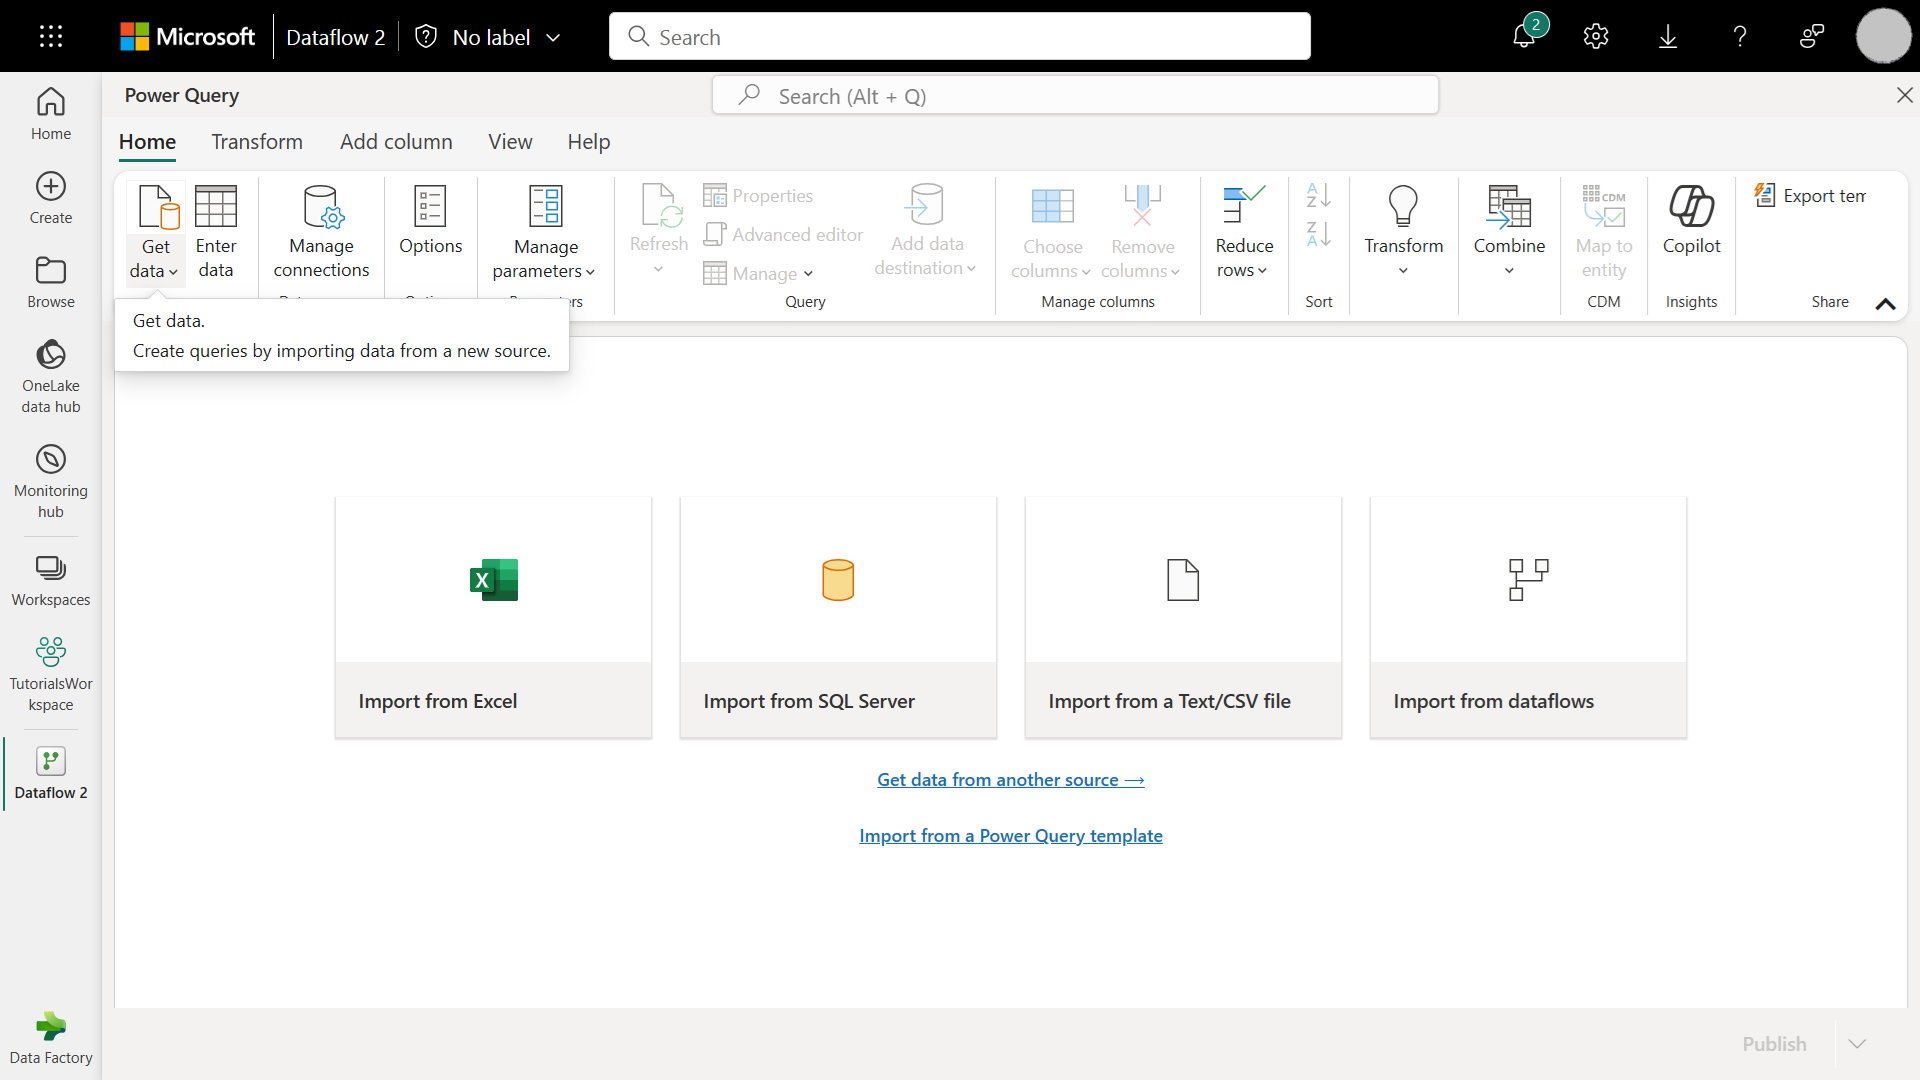 Microsoft
Dataflow 2
No label
Search
2
Power Query
Search (Alt + Q)
Home
Transform
Add column
View
Help
Get
data
Enter
data
Manage
connections
Options
Manage
parameters
Refresh
Properties
Advanced editor
Manage
Add data
destination
Query
Choose
columns
Remove
columns
Manage columns
Reduce
rows
A
Z
Z
A
Sort
Transform
Combine
CDM
Map to
entity
CDM
Copilot
Insights
Export tem
Share
Get data.
Create queries by importing data from a new source.
Home
Create
Browse
OneLake
data hub
Monitoring
hub
Workspaces
TutorialsWor
kspace
Dataflow 2
Data Factory
X
Import from Excel
Import from SQL Server
Import from a Text/CSV file
Import from dataflows
Get data from another source →
Import from a Power Query template
Publish